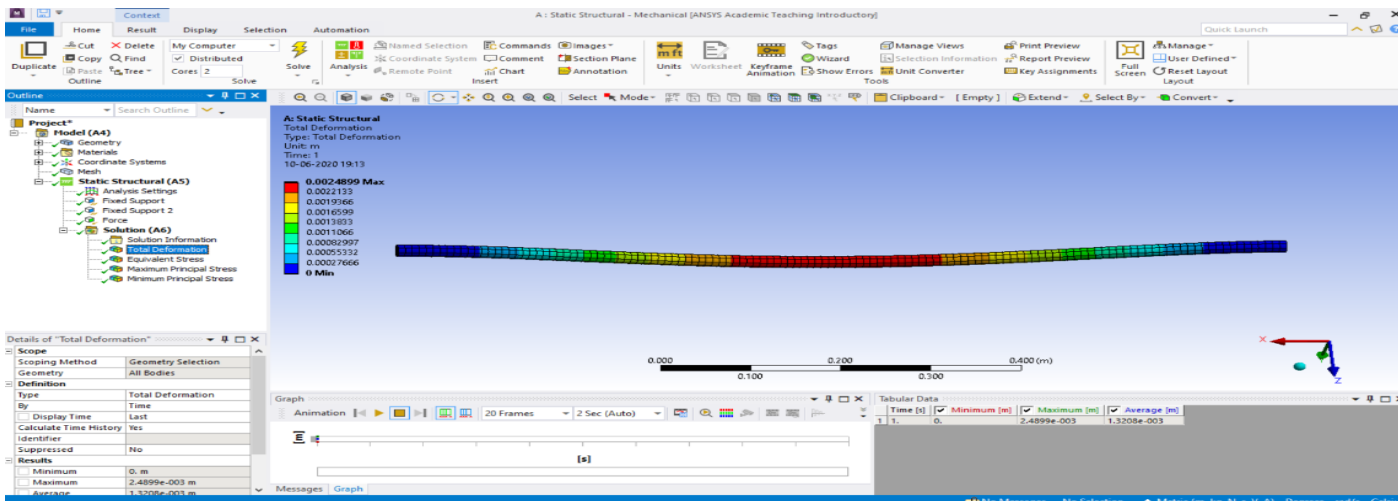 Context
A : Static Structural - Mechanical [ANSYS Academic Teaching Introductory]
File Home Result Display Selection Automation
Quick Launch
Duplicate
Cut
Copy
Paste
Delete
Find
Tree
Outline
My Computer
Distributed
Cores 2
Solve
Solve
Analysis
Named Selection
Coordinate System
Remote Point
Commands
Comment
Chart
Images
Section Plane
Annotation
Insert
Units
Worksheet
Keyframe
Animation
Tags
Wizard
Show Errors
Manage Views
Selection Information
Unit Converter
Print Preview
Report Preview
Key Assignments
Tools
Full
Screen
Manage
User Defined
Reset Layout
Layout
Outline
Name Search Outline
Select Mode Clipboard [Empty] Extend Select By Convert
Project*
Model (A4)
Geometry
Materials
Coordinate Systems
Mesh
Static Structural (A5)
Analysis Settings
Fixed Support
Fixed Support 2
Force
Solution (A6)
Solution Information
Total Deformation
Equivalent Stress
Maximum Principal Stress
Minimum Principal Stress
A: Static Structural
Total Deformation
Type: Total Deformation
Unit: m
Time: 1
10-06-2020 19:13
0.0024899 Max
0.0022133
0.0019366
0.0016599
0.0013833
0.0011066
0.00082997
0.00055332
0.00027666
0 Min
0.000 0.200 0.400 (m)
0.100 0.300
X
Z
Details of "Total Deformation"
Scope
Scoping Method Geometry Selection
Geometry All Bodies
Definition
Type Total Deformation
By Time
Display Time Last
Calculate Time History Yes
Identifier
Suppressed No
Results
Minimum 0. m
Maximum 2.4899e-003 m
Average 1.3208e-003 m
Graph
Animation 20 Frames 2 Sec (Auto)
[s]
Messages Graph
Tabular Data
Time [s] Minimum [m] Maximum [m] Average [m]
1 1. 0. 2.4899e-003 1.3208e-003